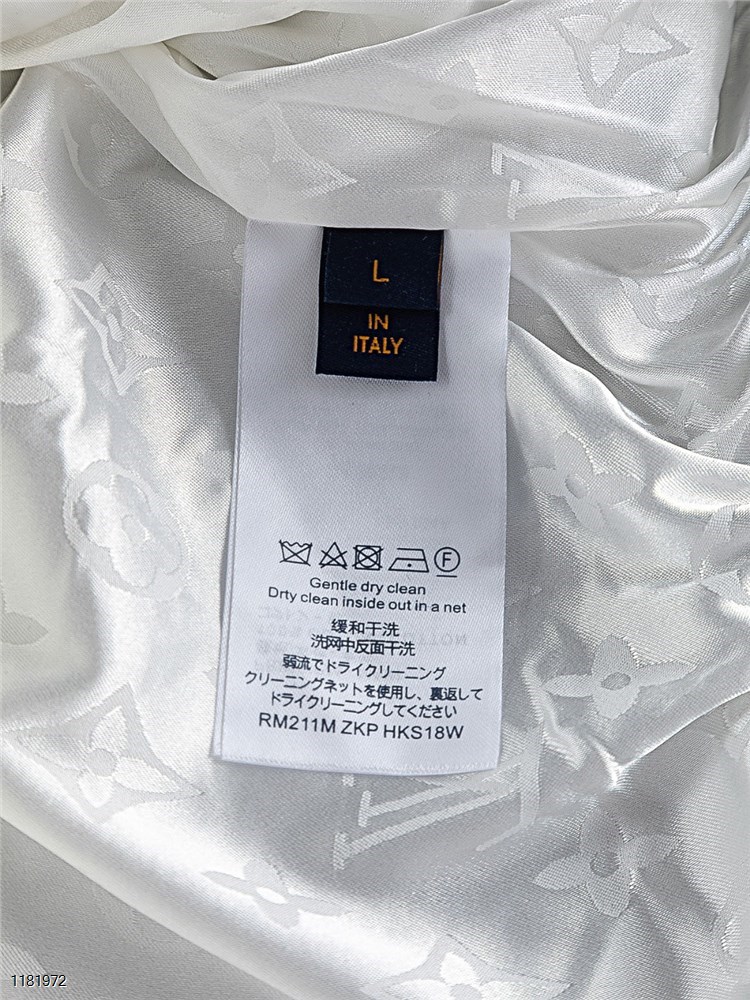 L
IN
ITALY
Gentle dry clean
Drty clean inside out in a net
缓和干洗
洗网中反面干洗
弱流でドライクリーニング
クリーニングネットを使用し、裏返して
ドライクリーニングしてください
RM211M ZKP HKS18W
1181972